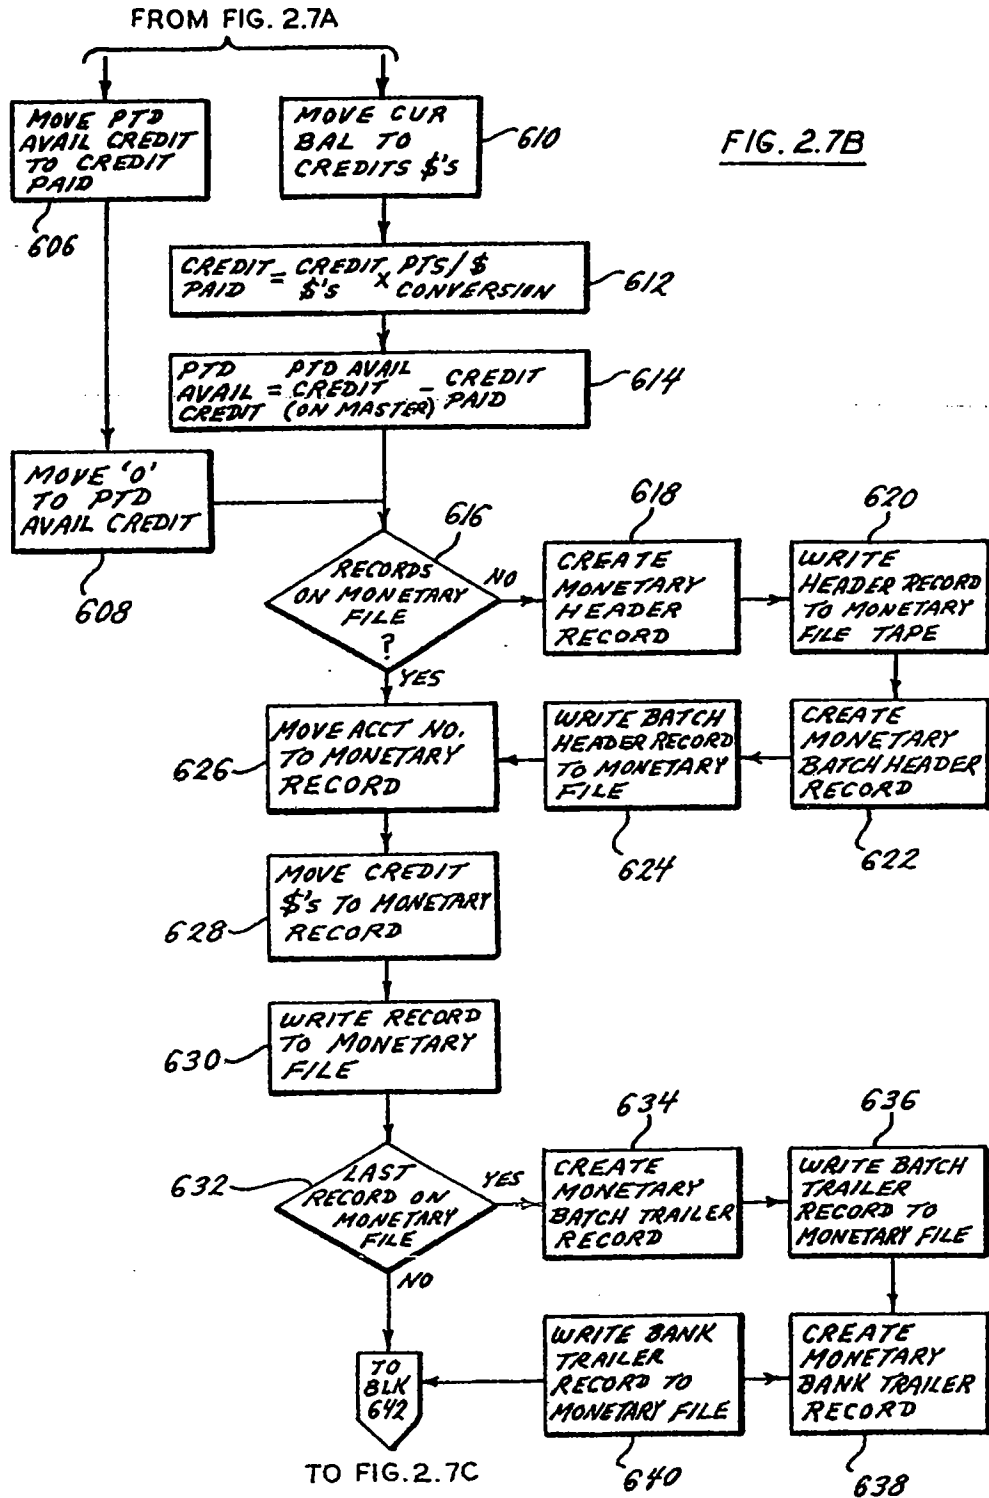 FROM FIG. 2.7A
FIG. 2.7B
MOVE PTD
AVAIL CREDIT
TO CREDIT
PAID
606
MOVE CUR
BAL TO
CREDITS $'S
610
CREDIT PAID = CREDIT $'S X PTS/$ CONVERSION
612
PTD AVAIL CREDIT = PTD AVAIL CREDIT (ON MASTER) - CREDIT PAID
614
MOVE '0'
TO PTD
AVAIL CREDIT
608
RECORDS
ON MONETARY
FILE
?
616
NO
YES
CREATE
MONETARY
HEADER
RECORD
618
WRITE
HEADER RECORD
TO MONETARY
FILE TAPE
620
CREATE
MONETARY
BATCH HEADER
RECORD
622
WRITE BATCH
HEADER RECORD
TO MONETARY
FILE
624
MOVE ACCT NO.
TO MONETARY
RECORD
626
MOVE CREDIT
$'S TO MONETARY
RECORD
628
WRITE RECORD
TO MONETARY
FILE
630
LAST
RECORD ON
MONETARY
FILE
632
YES
NO
CREATE
MONETARY
BATCH TRAILER
RECORD
634
WRITE BATCH
TRAILER
RECORD TO
MONETARY FILE
636
CREATE
MONETARY
BANK TRAILER
RECORD
638
WRITE BANK
TRAILER
RECORD TO
MONETARY FILE
640
TO
BLK
642
TO FIG. 2.7C